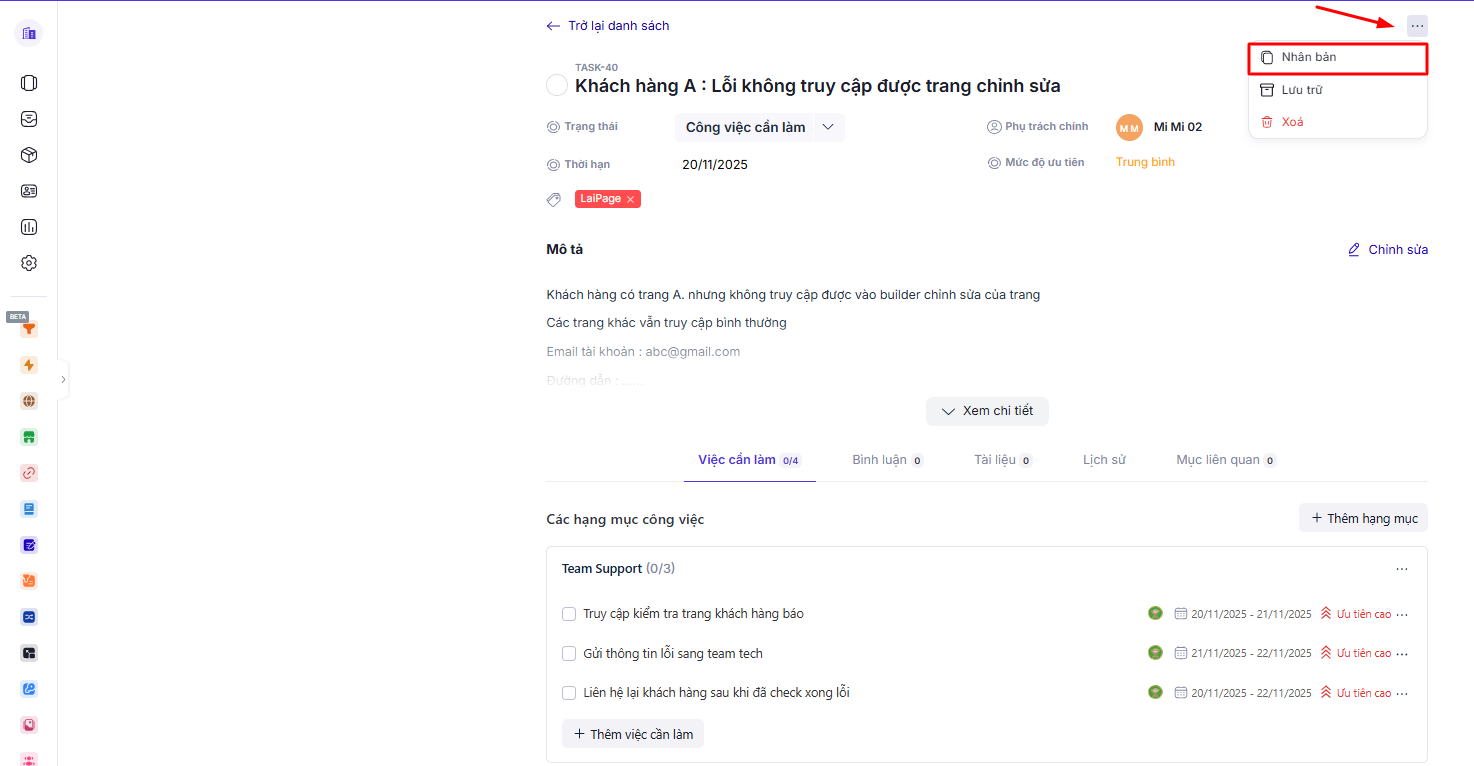 Trở lại danh sách
Nhân bản
Lưu trữ
Xoá
TASK-40
Khách hàng A : Lỗi không truy cập được trang chỉnh sửa
Trạng thái
Công việc cần làm
Phụ trách chính
MM
Mi Mi 02
Thời hạn
20/11/2025
Mức độ ưu tiên
Trung bình
LaiPage
Mô tả
Chỉnh sửa
Khách hàng có trang A. nhưng không truy cập được vào builder chỉnh sửa của trang
Các trang khác vẫn truy cập bình thường
Email tài khoản : abc@gmail.com
Đường dẫn : ......
BETA
Xem chi tiết
Việc cần làm 0/4
Bình luận 0
Tài liệu 0
Lịch sử
Mục liên quan 0
Các hạng mục công việc
+ Thêm hạng mục
Team Support (0/3)
Truy cập kiểm tra trang khách hàng báo
20/11/2025 - 21/11/2025
Ưu tiên cao
Gửi thông tin lỗi sang team tech
21/11/2025 - 22/11/2025
Ưu tiên cao
Liên hệ lại khách hàng sau khi đã check xong lỗi
20/11/2025 - 22/11/2025
Ưu tiên cao
+ Thêm việc cần làm